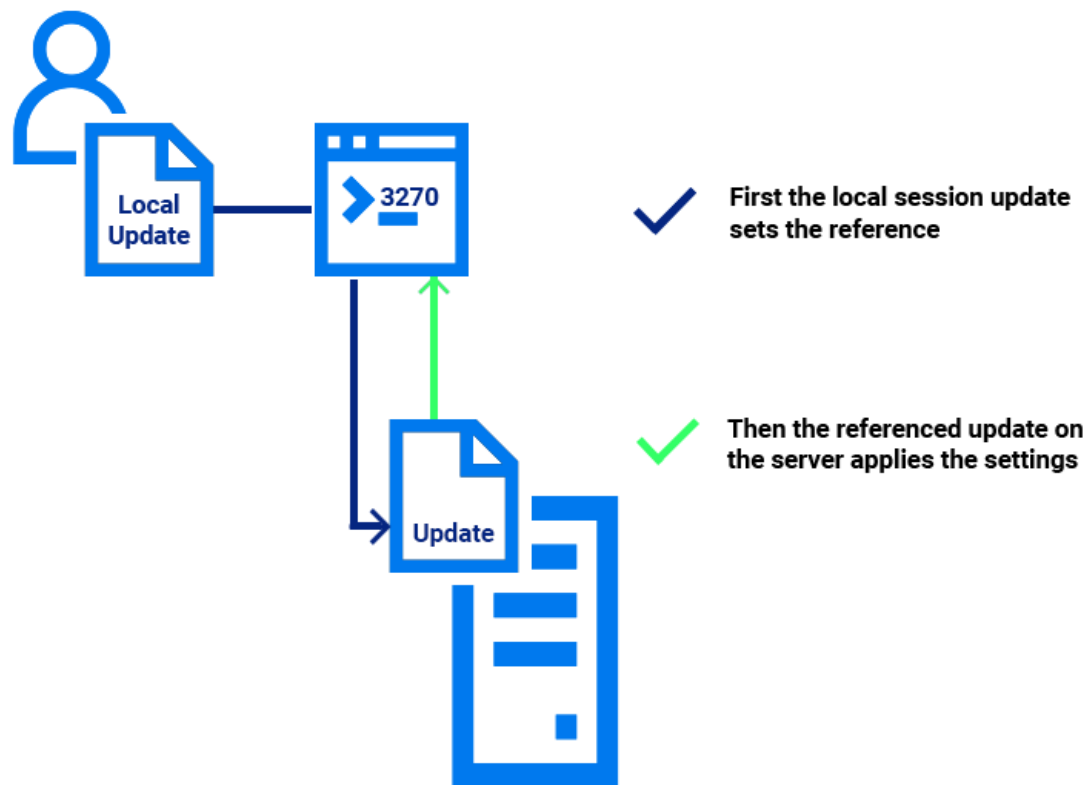 Local
Update
3270
First the local session update
sets the reference
Then the referenced update on
the server applies the settings
Update